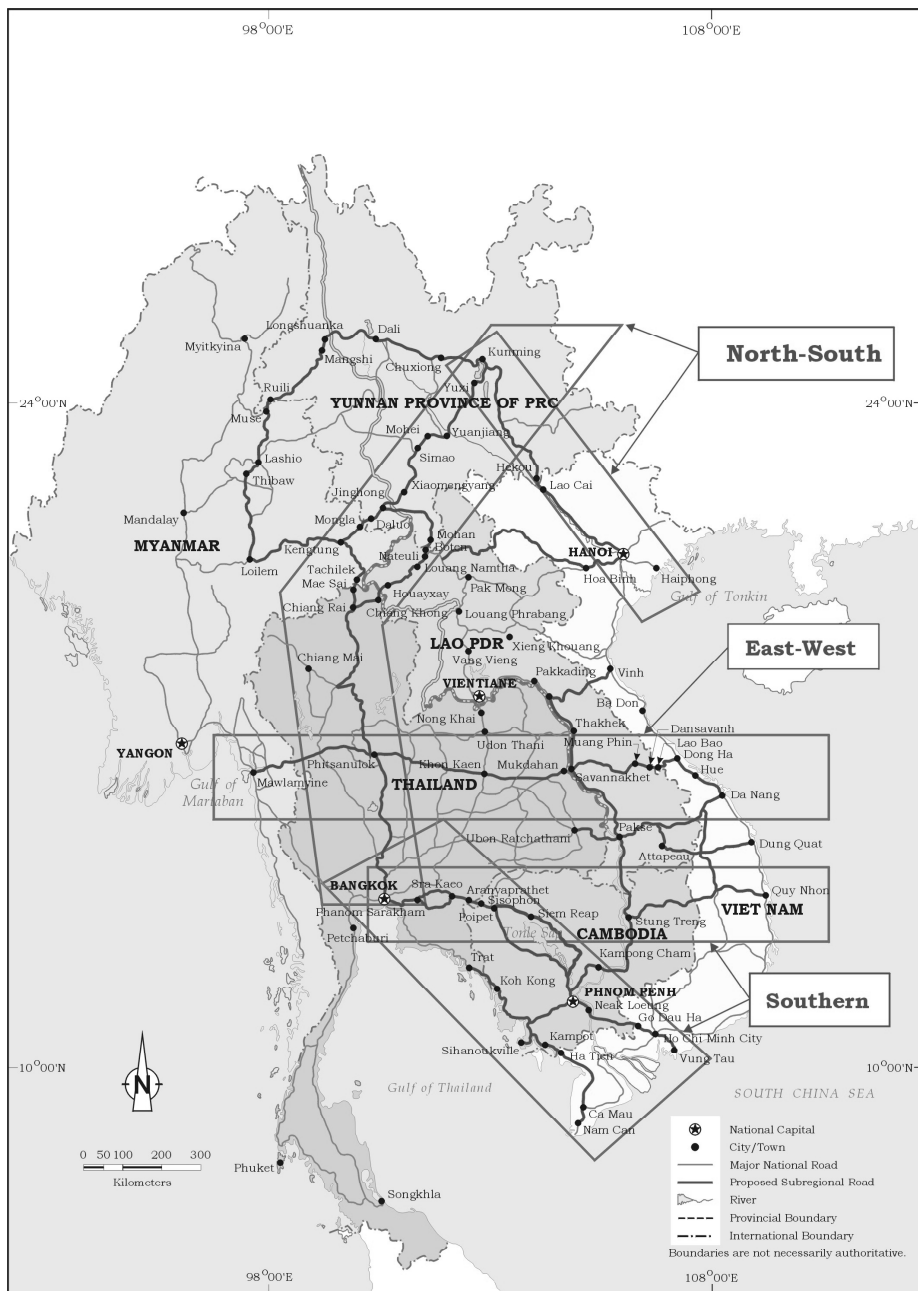 98°00'E
108°00'E
Longshuanka
Dali
Myitkyina
Mangshi
Chuxiong
Kunming
North-South
Ruili
Yuxi
24°00'N
YUNNAN PROVINCE OF PRC
24°00'N
Muse
Mohei
Yuanjiang
Simao
Lashio
Thibaw
Hekou
Lao Cai
Jinghong
Xiaomengyang
Mandalay
Mongla
Daluo
MYANMAR
Mohan
Boten
Kengtung
Nateuli
HANOI
Loilem
Tachilek
Louang Namtha
Hoa Binh
Haiphong
Mae Sai
Houayxay
Pak Mong
Gulf of Tonkin
Chiang Rai
Chiang Khong
Louang Phrabang
LAO PDR
Xieng Khouang
East-West
Chiang Mai
Vang Vieng
Pakkading
Vinh
VIENTIANE
Ba Don
Nong Khai
Thakhek
Dansavanh
YANGON
Udon Thani
Muang Phin
Lao Bao
Dong Ha
Phitsanulok
Khon Kaen
Mukdahan
Savannakhet
Hue
Mawlamyine
THAILAND
Gulf of
Martaban
Da Nang
Ubon Ratchathani
Pakse
Attapeau
Dung Quat
BANGKOK
Sra Kaeo
Aranyaprathet
Sisophon
Quy Nhon
Phanom Sarakham
Poipet
Siem Reap
Stung Treng
VIET NAM
Petchaburi
Tonle Sap
CAMBODIA
Trat
Kampong Cham
Koh Kong
PHNOM PENH
Southern
Neak Loeung
Go Dau Ha
Sihanoukville
Kampot
Ho Chi Minh City
Ha Tien
Vung Tau
10°00'N
10°00'N
Gulf of Thailand
SOUTH CHINA SEA
N
Ca Mau
Nam Can
National Capital
City/Town
0 50 100 200 300
Kilometers
Phuket
Major National Road
Proposed Subregional Road
River
Songkhla
Provincial Boundary
International Boundary
Boundaries are not necessarily authoritative.
98°00'E
108°00'E